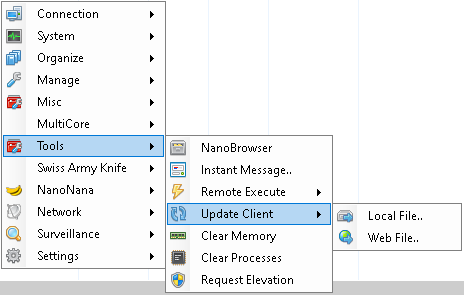 Connection
System
Organize
Manage
Misc
MultiCore
Tools
Swiss Army Knife
NanoNana
Network
Surveillance
Settings
NanoBrowser
Instant Message..
Remote Execute
Update Client
Clear Memory
Clear Processes
Request Elevation
Local File..
Web File..